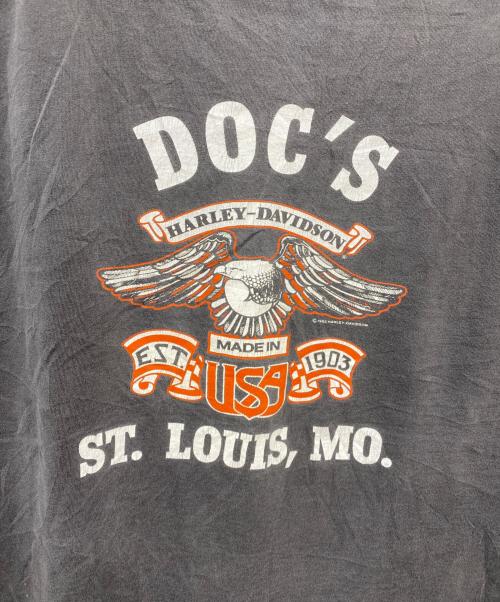 DOC'S
HARLEY-DAVIDSON
MADE IN
EST. 1903
USA
ST. LOUIS, MO.